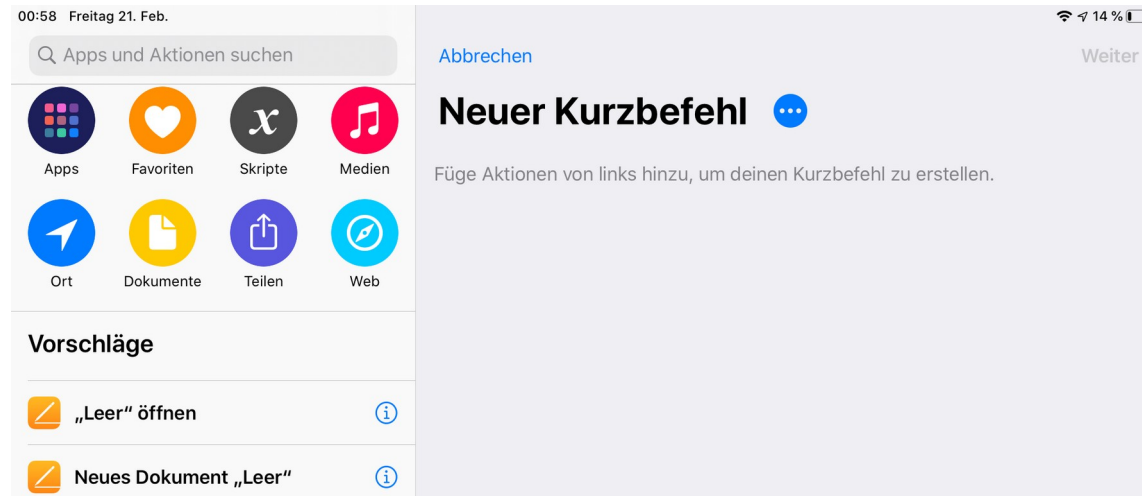 00:58 Freitag 21. Feb.
14 %
Apps und Aktionen suchen
Apps
Favoriten
Skripte
Medien
Ort
Dokumente
Teilen
Web
Vorschläge
„Leer“ öffnen
Neues Dokument „Leer“
Abbrechen
Weiter
Neuer Kurzbefehl
Füge Aktionen von links hinzu, um deinen Kurzbefehl zu erstellen.